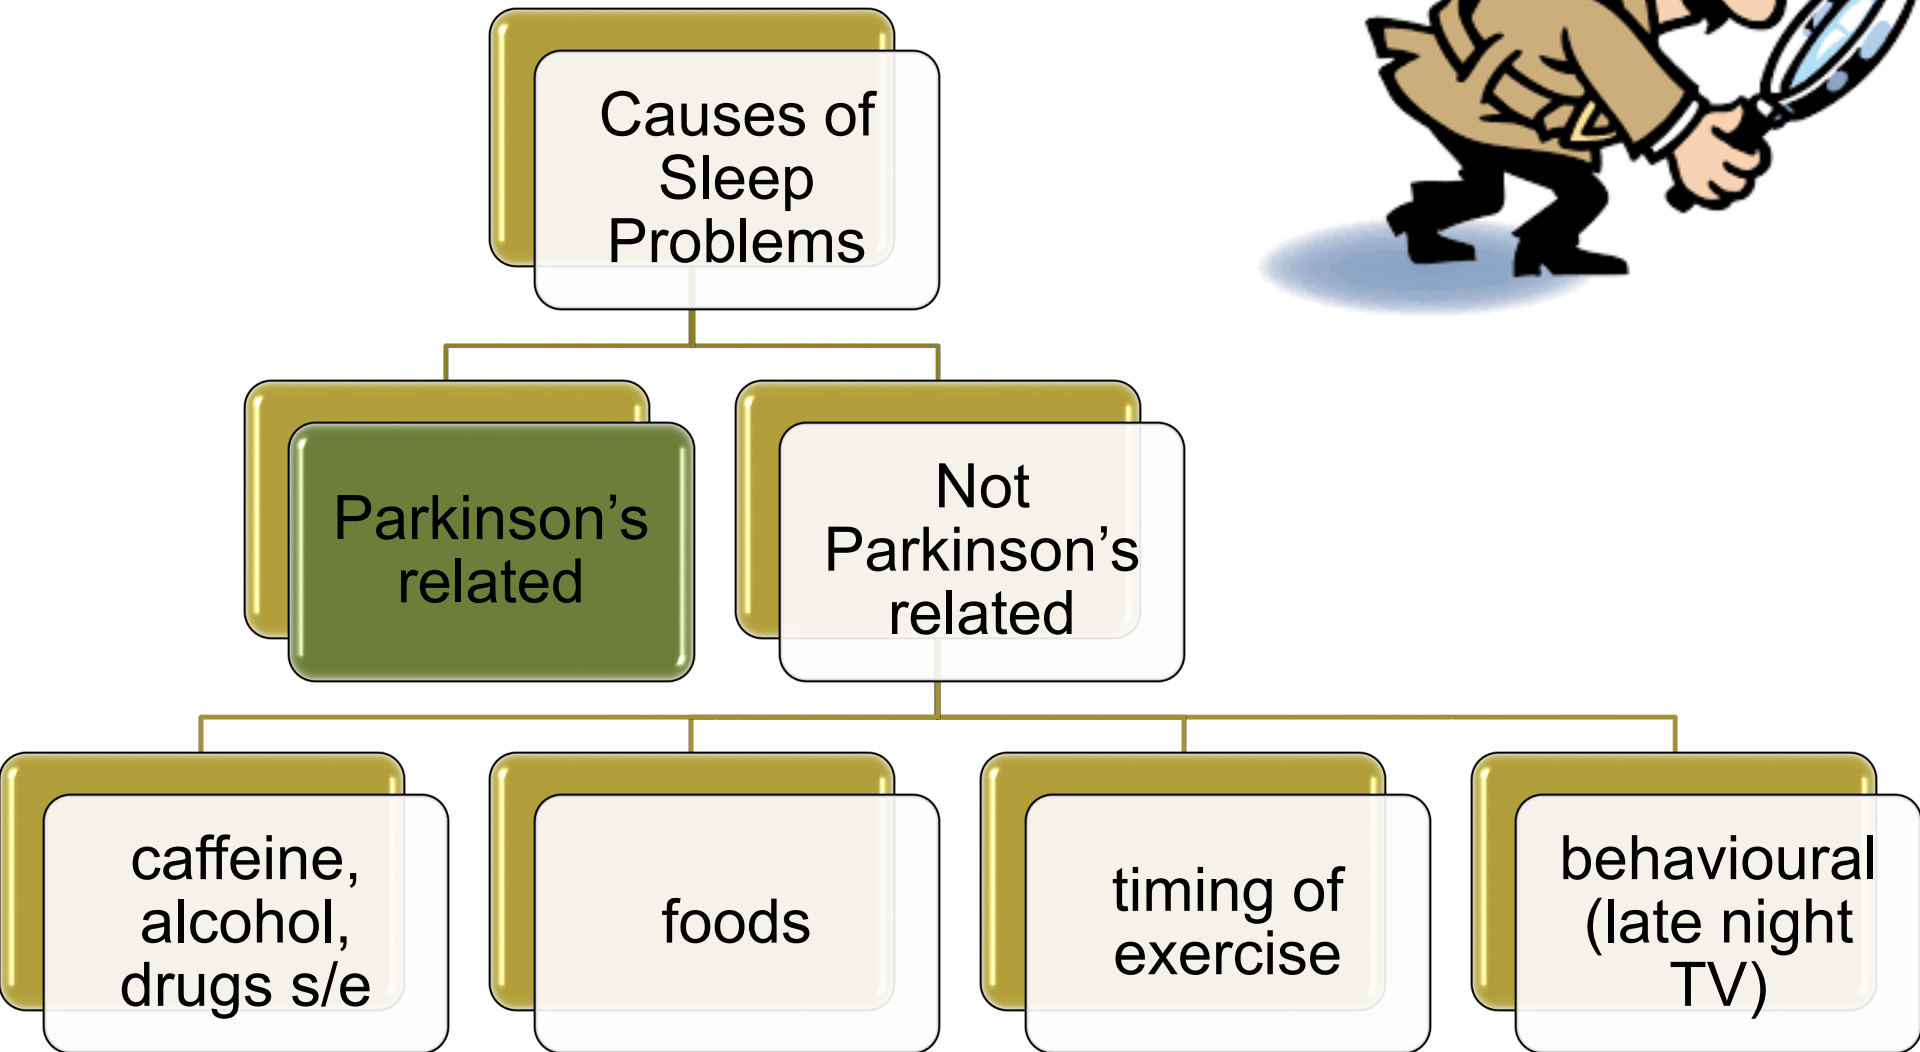 Causes of
Sleep
Problems
Parkinson’s
related
Not
Parkinson’s
related
caffeine,
alcohol,
drugs s/e
foods
timing of
exercise
behavioural
(late night
TV)